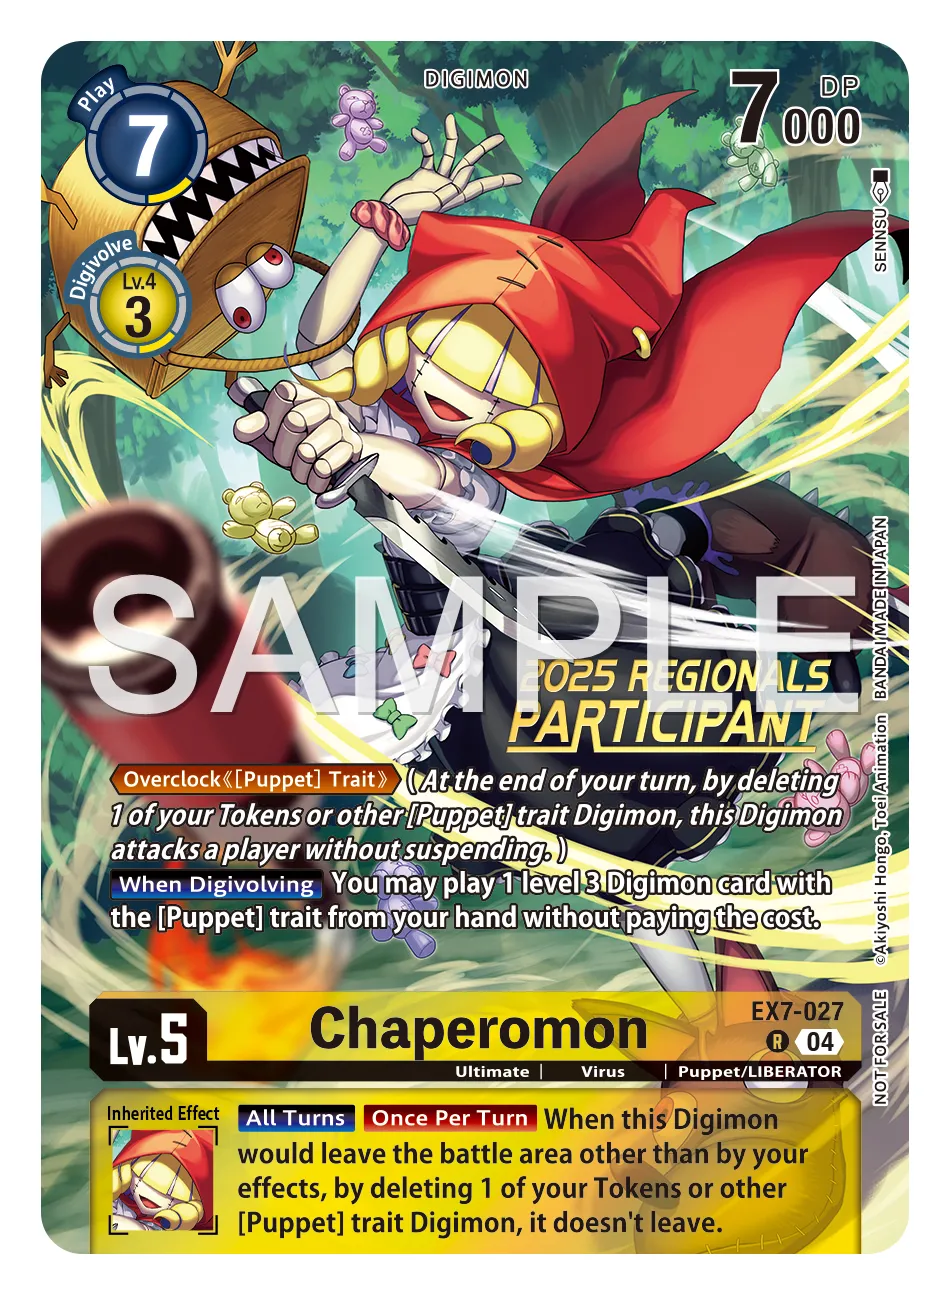 DIGIMON
Play
7
7000
DP
Digivolve
Lv.4
3
SENNSU
BANDAI MADE IN JAPAN
©Akiyoshi Hongo, Toei Animation
NOT FOR SALE
SAMPLE
2025 REGIONALS
PARTICIPANT
Overclock《[Puppet] Trait》 (At the end of your turn, by deleting
1 of your Tokens or other [Puppet] trait Digimon, this Digimon
attacks a player without suspending.)
When Digivolving You may play 1 level 3 Digimon card with
the [Puppet] trait from your hand without paying the cost.
Lv.5
Chaperomon
EX7-027
R 04
Ultimate | Virus | Puppet/LIBERATOR
Inherited Effect
All Turns Once Per Turn When this Digimon
would leave the battle area other than by your
effects, by deleting 1 of your Tokens or other
[Puppet] trait Digimon, it doesn't leave.